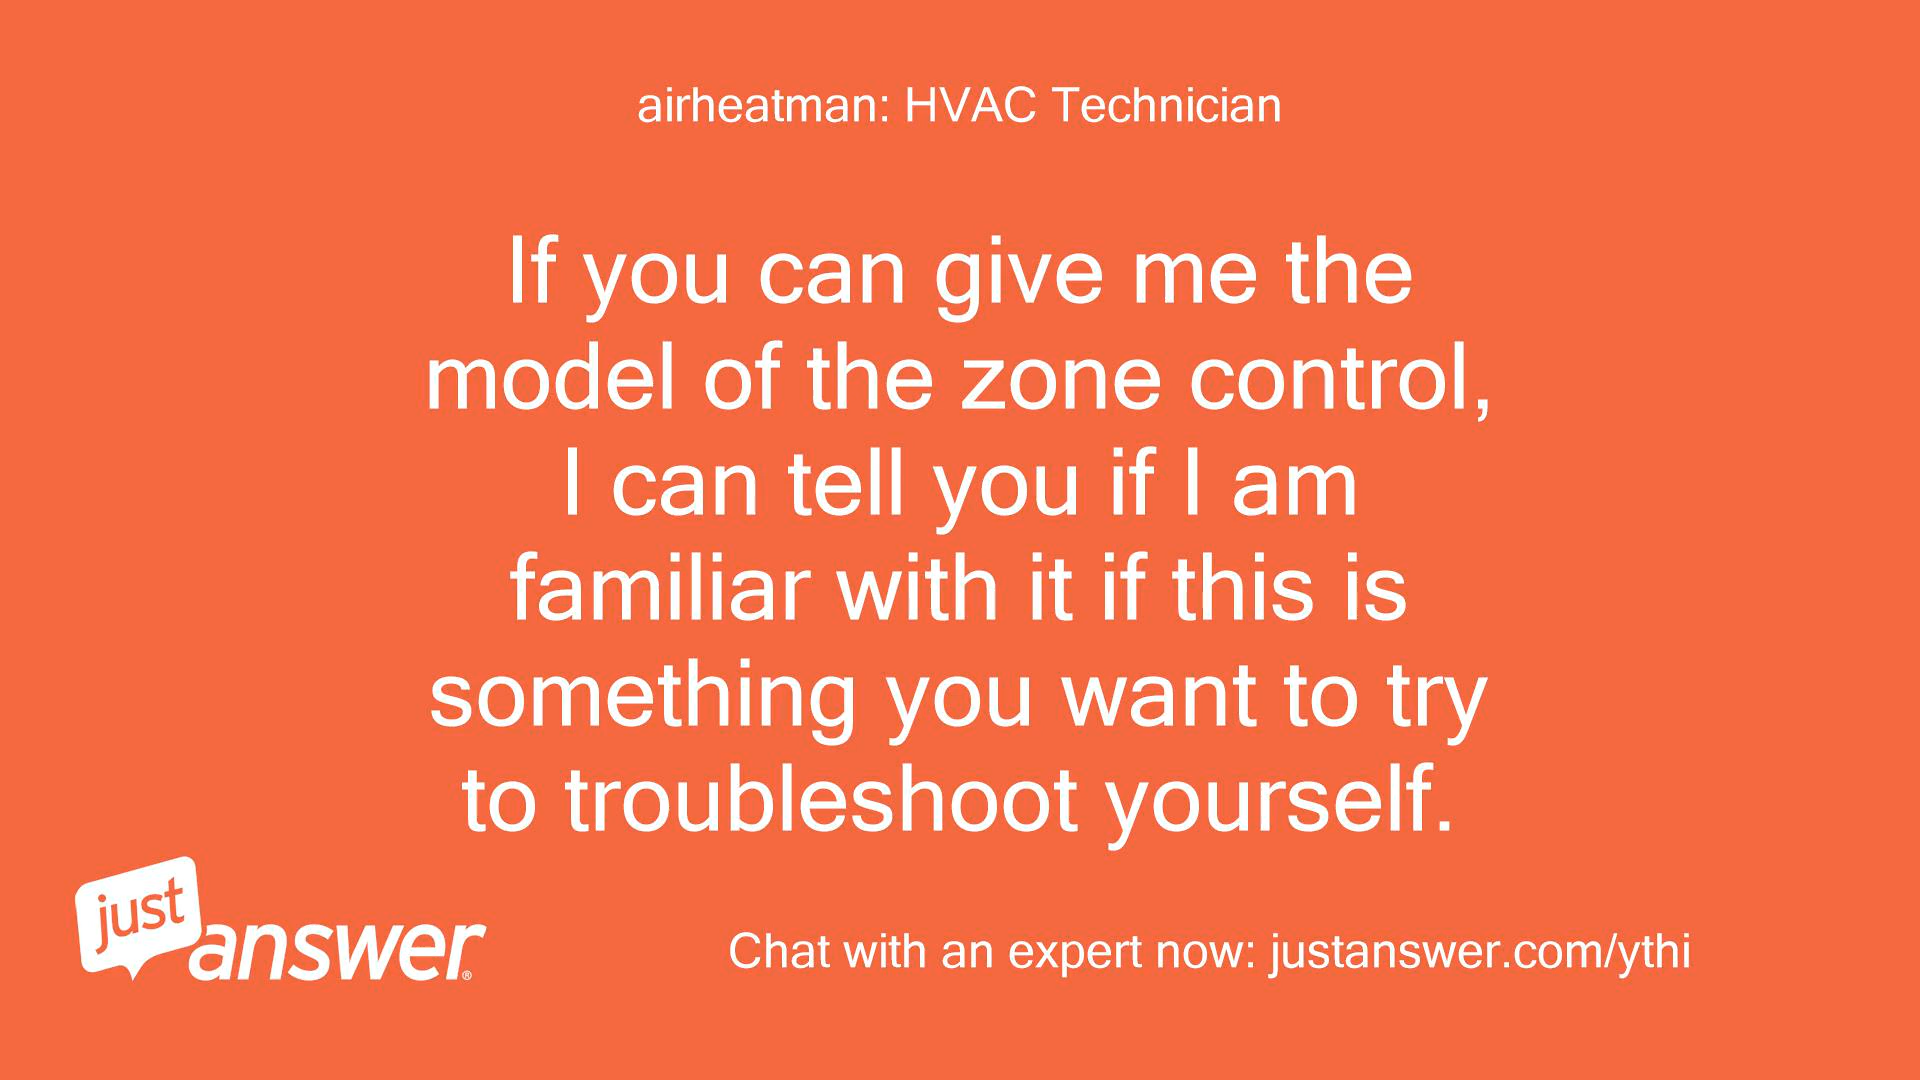 airheatman: HVAC Technician
If you can give me the
model of the zone control,
I can tell you if I am
familiar with it if this is
something you want to try
to troubleshoot yourself.
just
answer®
Chat with an expert now: justanswer.com/ythi